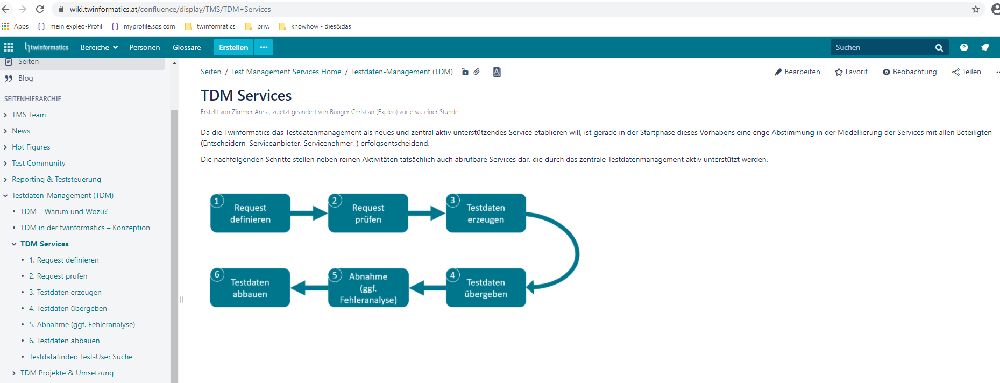 wiki.twinformatics.at/confluence/display/TMS/TDM+Services
Apps mein expleo-Profil myprofile.sqs.com twinformatics priv. knowhow - dies&das
twinformatics Bereiche Personen Glossare Erstellen ··· Suchen
Seiten
Blog
SEITENHIERARCHIE
TMS Team
News
Hot Figures
Test Community
Reporting & Teststeuerung
Testdaten-Management (TDM)
• TDM – Warum und Wozu?
• TDM in der twinformatics – Konzeption
TDM Services
• 1. Request definieren
• 2. Request prüfen
• 3. Testdaten erzeugen
• 4. Testdaten übergeben
• 5. Abnahme (ggf. Fehleranalyse)
• 6. Testdaten abbauen
• Testdatafinder: Test-User Suche
TDM Projekte & Umsetzung
Seiten / Test Management Services Home / Testdaten-Management (TDM)
Bearbeiten Favorit Beobachtung Teilen
TDM Services
Erstellt von Zimmer Anna, zuletzt geändert von Bünger Christian (Expleo) vor etwa einer Stunde
Da die Twinformatics das Testdatenmanagement als neues und zentral aktiv unterstützendes Service etablieren will, ist gerade in der Startphase dieses Vorhabens eine enge Abstimmung in der Modellierung der Services mit allen Beteiligten
(Entscheidern, Serviceanbieter, Servicenehmer, ) erfolgsentscheidend.
Die nachfolgenden Schritte stellen neben reinen Aktivitäten tatsächlich auch abrufbare Services dar, die durch das zentrale Testdatenmanagement aktiv unterstützt werden.
1
Request
definieren
2
Request
prüfen
3
Testdaten
erzeugen
4
Testdaten
übergeben
5
Abnahme
(ggf.
Fehleranalyse)
6
Testdaten
abbauen